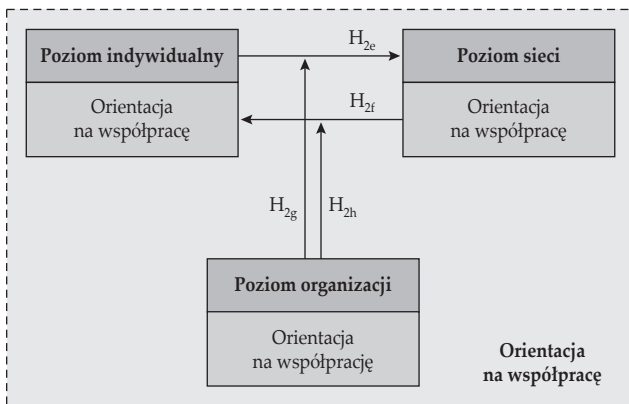 Poziom indywidualny
Orientacja
na współpracę
H2e
H2f
Poziom sieci
Orientacja
na współpracę
H2g
H2h
Poziom organizacji
Orientacja
na współprację
Orientacja
na współpracę